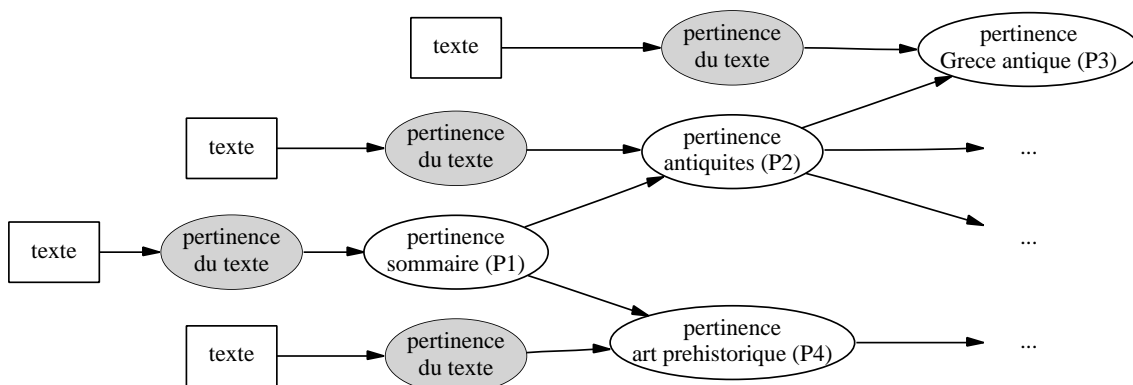 texte
pertinence
du texte
pertinence
Grece antique (P3)
texte
pertinence
du texte
pertinence
antiquites (P2)
...
texte
pertinence
du texte
pertinence
sommaire (P1)
...
texte
pertinence
du texte
pertinence
art prehistorique (P4)
...